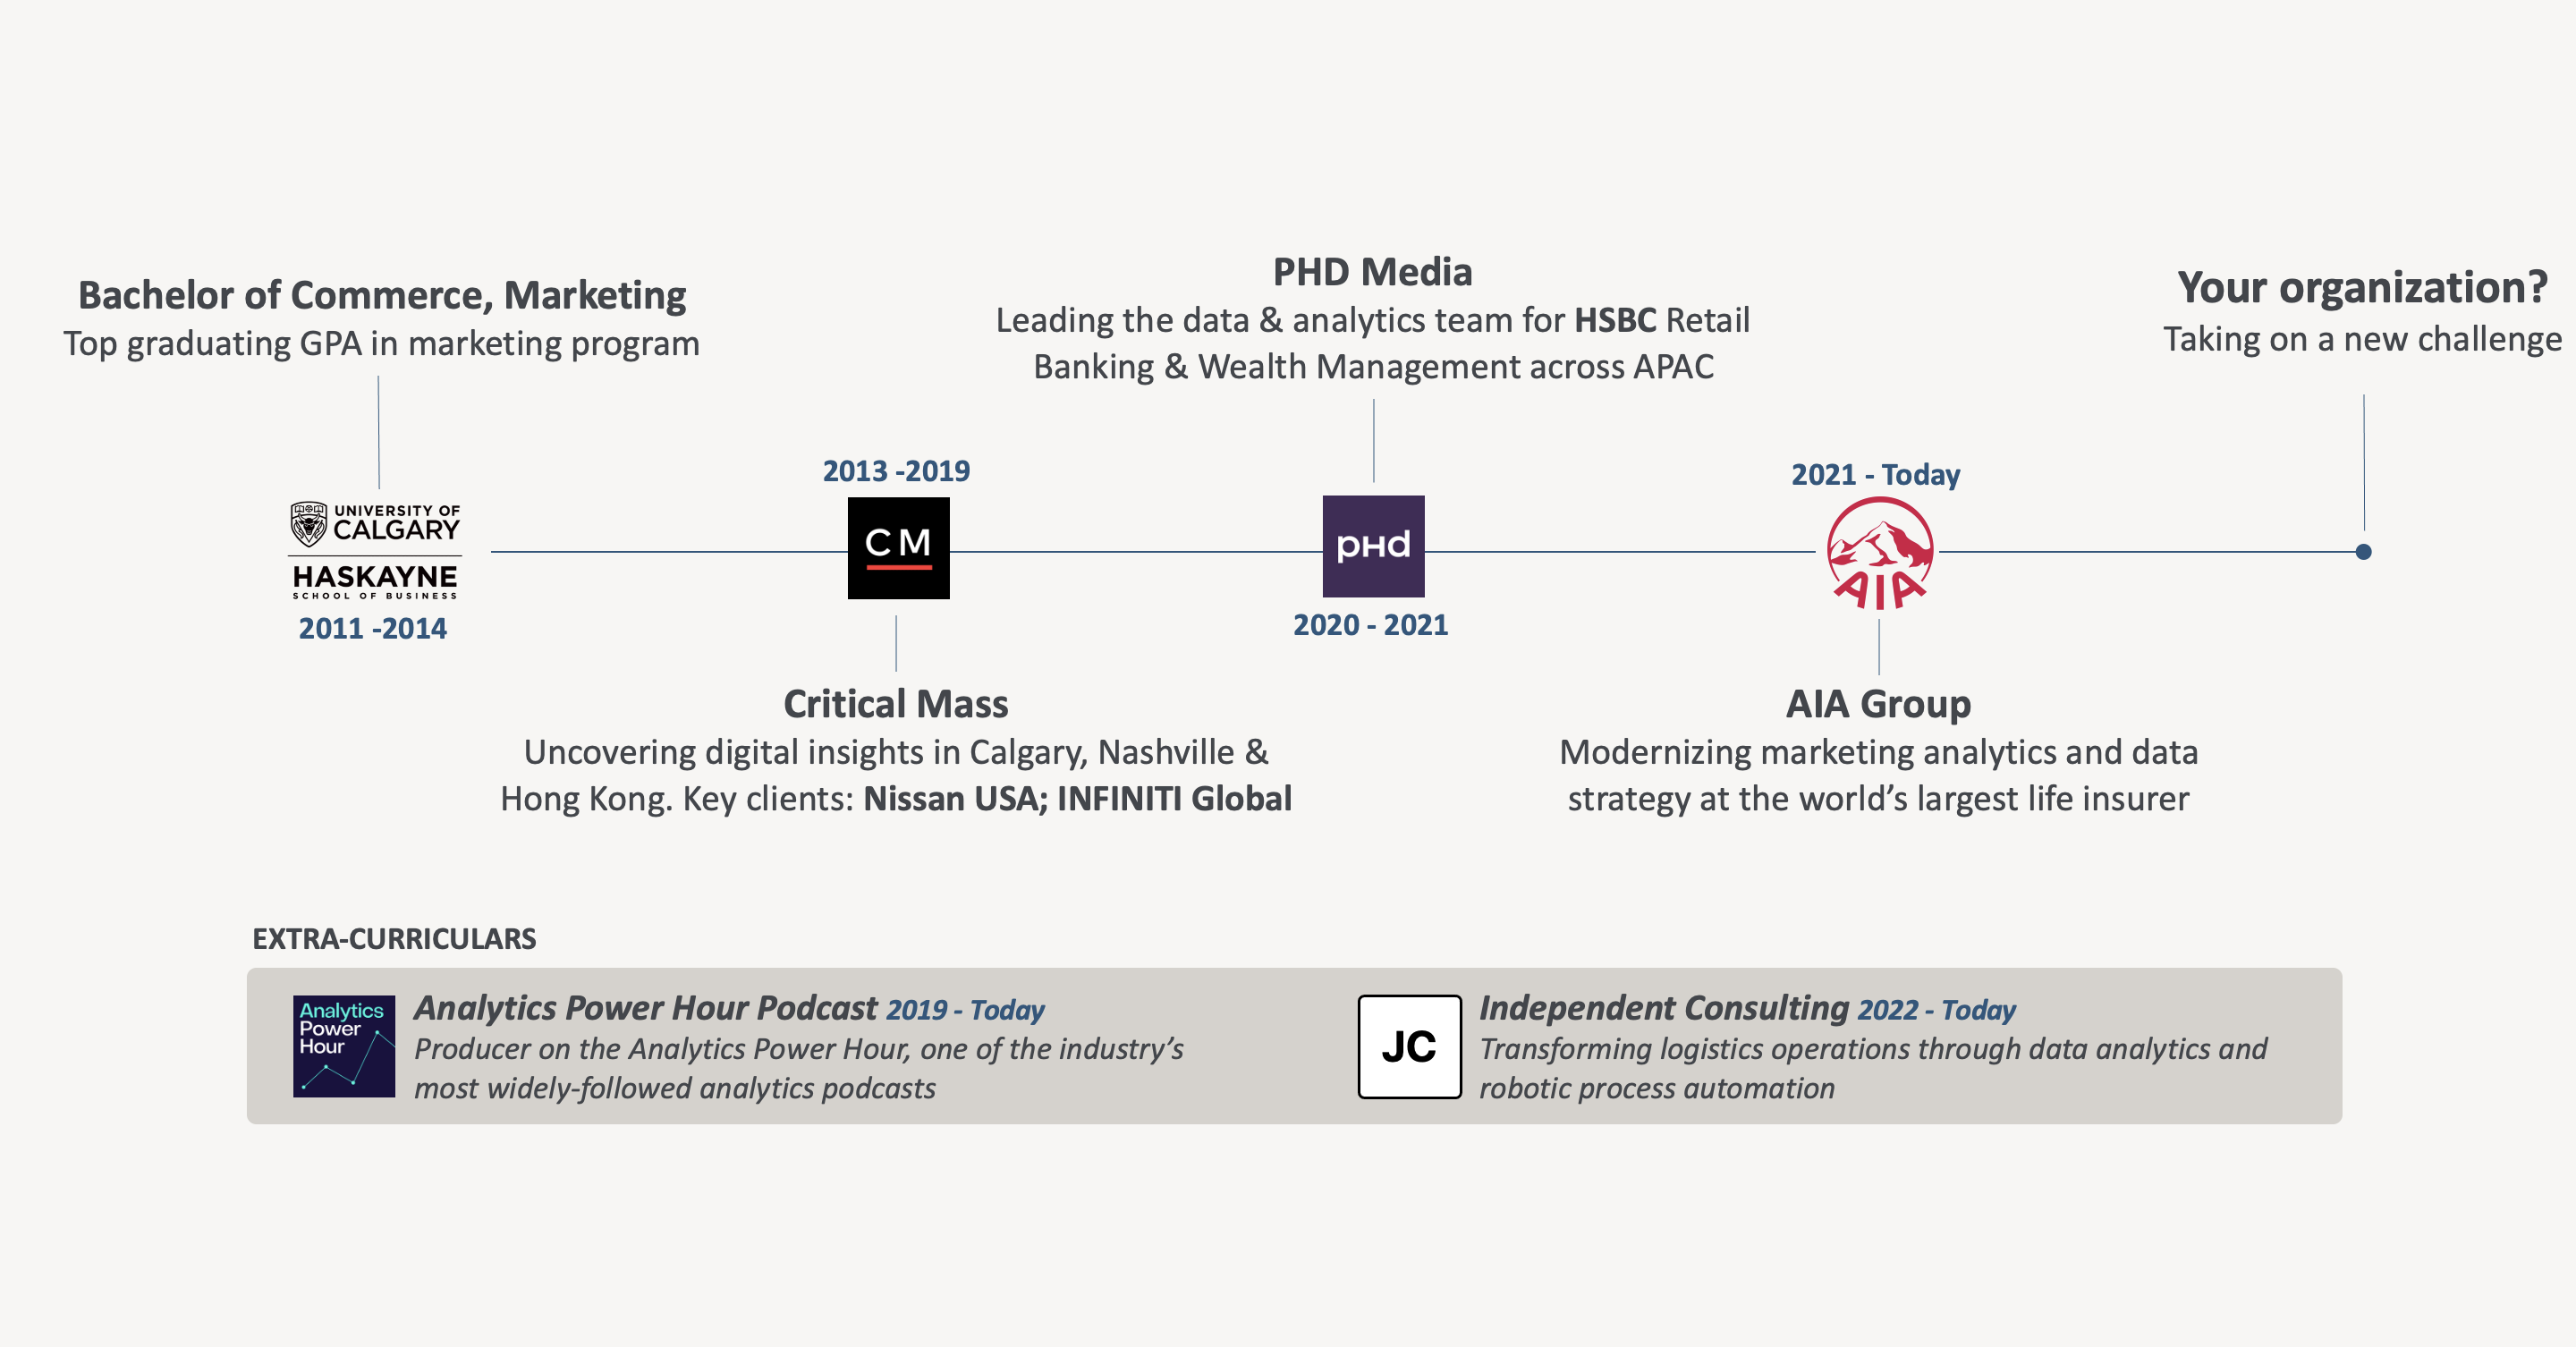 Bachelor of Commerce, Marketing
Top graduating GPA in marketing program
UNIVERSITY OF
CALGARY
HASKAYNE
SCHOOL OF BUSINESS
2011 -2014
2013 -2019
CM
Critical Mass
Uncovering digital insights in Calgary, Nashville &
Hong Kong. Key clients: Nissan USA; INFINITI Global
PHD Media
Leading the data & analytics team for HSBC Retail
Banking & Wealth Management across APAC
pHd
2020 - 2021
2021 - Today
AIA
AIA Group
Modernizing marketing analytics and data
strategy at the world’s largest life insurer
Your organization?
Taking on a new challenge
EXTRA-CURRICULARS
Analytics
Power
Hour
Analytics Power Hour Podcast 2019 - Today
Producer on the Analytics Power Hour, one of the industry’s
most widely-followed analytics podcasts
JC
Independent Consulting 2022 - Today
Transforming logistics operations through data analytics and
robotic process automation